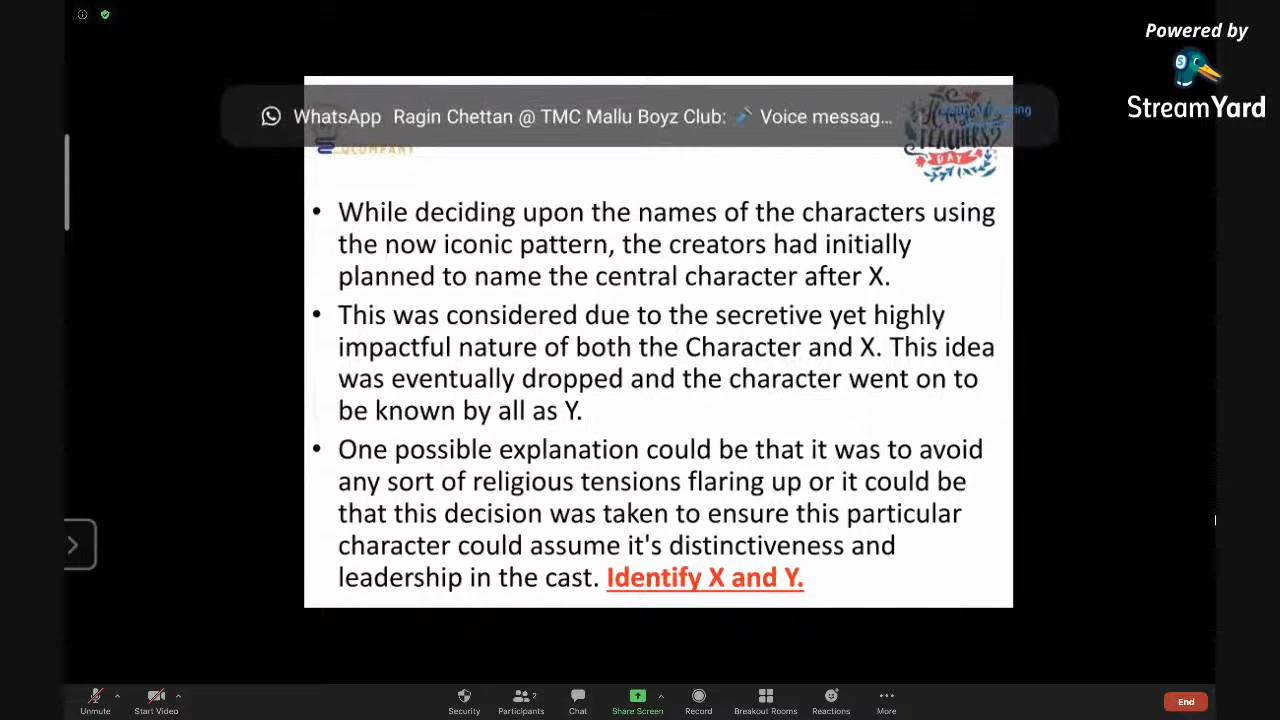 Powered by
StreamYard
WhatsApp Ragin Chettan @ TMC Mallu Boyz Club: Voice messag...
QCOMPANY
TEACHERS
DAY
• While deciding upon the names of the characters using
the now iconic pattern, the creators had initially
planned to name the central character after X.
• This was considered due to the secretive yet highly
impactful nature of both the Character and X. This idea
was eventually dropped and the character went on to
be known by all as Y.
• One possible explanation could be that it was to avoid
any sort of religious tensions flaring up or it could be
that this decision was taken to ensure this particular
character could assume it's distinctiveness and
leadership in the cast. Identify X and Y.
Unmute
Start Video
Security
Participants
2
Chat
Share Screen
Record
Breakout Rooms
Reactions
More
End